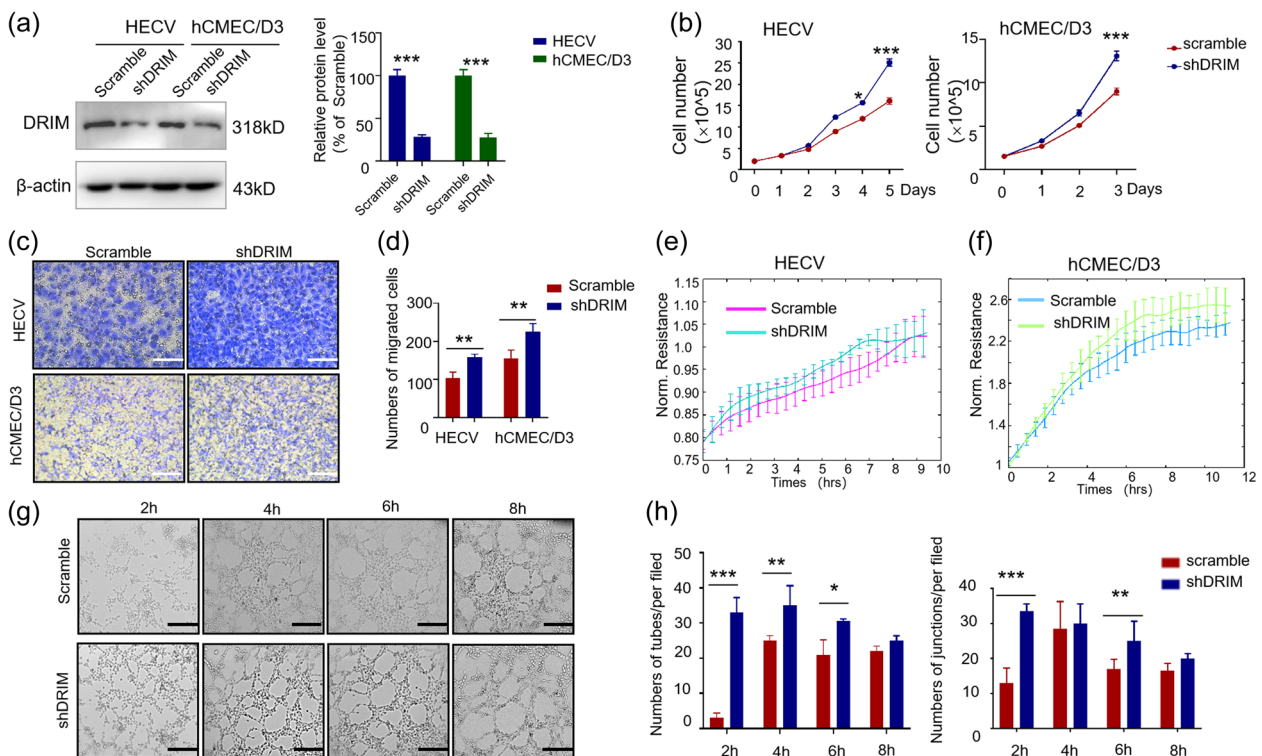 (a)
HECV hCMEC/D3
Scramble
shDRIM
Scramble
shDRIM
DRIM
318kD
β-actin
43kD
Relative protein level
(% of Scramble)
150
100
50
0
***
***
Scramble
shDRIM
Scramble
shDRIM
HECV
hCMEC/D3
(b)
HECV
Cell number
(×10^5)
30
25
20
15
10
5
0
*
***
0 1 2 3 4 5 Days
hCMEC/D3
Cell number
(×10^5)
15
10
5
0
***
0 1 2 3 Days
scramble
shDRIM
(c)
Scramble shDRIM
HECV
hCMEC/D3
(d)
Numbers of migrated cells
300
200
100
0
**
**
HECV hCMEC/D3
Scramble
shDRIM
(e)
HECV
Norm. Resistance
1.15
1.10
1.05
1.0
0.90
0.85
0.80
0.75
Scramble
shDRIM
0 1 2 3 4 5 6 7 8 9 10
Times (hrs)
(f)
hCMEC/D3
Norm. Resistance
2.6
2.2
1.8
1.4
1
Scramble
shDRIM
0 2 4 6 8 10 12
Times (hrs)
(g)
2h 4h 6h 8h
Scramble
shDRIM
(h)
Numbers of tubes/per filed
50
40
30
20
10
0
***
**
*
2h 4h 6h 8h
Numbers of junctions/per filed
40
30
20
10
0
***
**
2h 4h 6h 8h
scramble
shDRIM